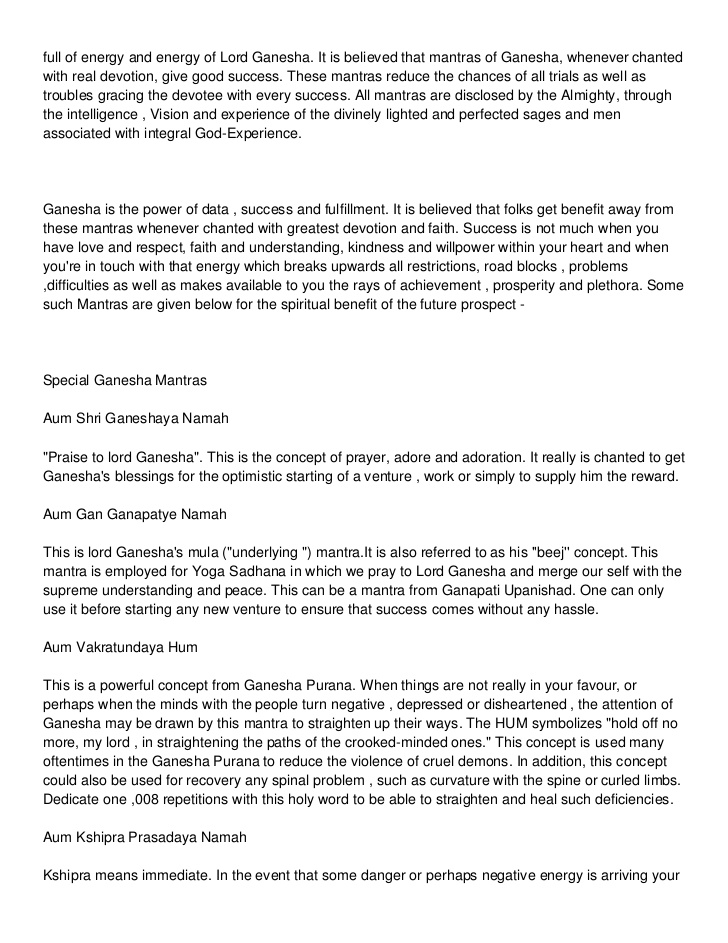 full of energy and energy of Lord Ganesha. It is believed that mantras of Ganesha, whenever chanted
with real devotion, give good success. These mantras reduce the chances of all trials as well as
troubles gracing the devotee with every success. All mantras are disclosed by the Almighty, through
the intelligence , Vision and experience of the divinely lighted and perfected sages and men
associated with integral God-Experience.
Ganesha is the power of data , success and fulfillment. It is believed that folks get benefit away from
these mantras whenever chanted with greatest devotion and faith. Success is not much when you
have love and respect, faith and understanding, kindness and willpower within your heart and when
you're in touch with that energy which breaks upwards all restrictions, road blocks , problems
,difficulties as well as makes available to you the rays of achievement , prosperity and plethora. Some
such Mantras are given below for the spiritual benefit of the future prospect -
Special Ganesha Mantras
Aum Shri Ganeshaya Namah
"Praise to lord Ganesha". This is the concept of prayer, adore and adoration. It really is chanted to get
Ganesha's blessings for the optimistic starting of a venture , work or simply to supply him the reward.
Aum Gan Ganapatye Namah
This is lord Ganesha's mula ("underlying ") mantra.It is also referred to as his "beej" concept. This
mantra is employed for Yoga Sadhana in which we pray to Lord Ganesha and merge our self with the
supreme understanding and peace. This can be a mantra from Ganapati Upanishad. One can only
use it before starting any new venture to ensure that success comes without any hassle.
Aum Vakratundaya Hum
This is a powerful concept from Ganesha Purana. When things are not really in your favour, or
perhaps when the minds with the people turn negative , depressed or disheartened , the attention of
Ganesha may be drawn by this mantra to straighten up their ways. The HUM symbolizes "hold off no
more, my lord , in straightening the paths of the crooked-minded ones." This concept is used many
oftentimes in the Ganesha Purana to reduce the violence of cruel demons. In addition, this concept
could also be used for recovery any spinal problem , such as curvature with the spine or curled limbs.
Dedicate one ,008 repetitions with this holy word to be able to straighten and heal such deficiencies.
Aum Kshipra Prasadaya Namah
Kshipra means immediate. In the event that some danger or perhaps negative energy is arriving your